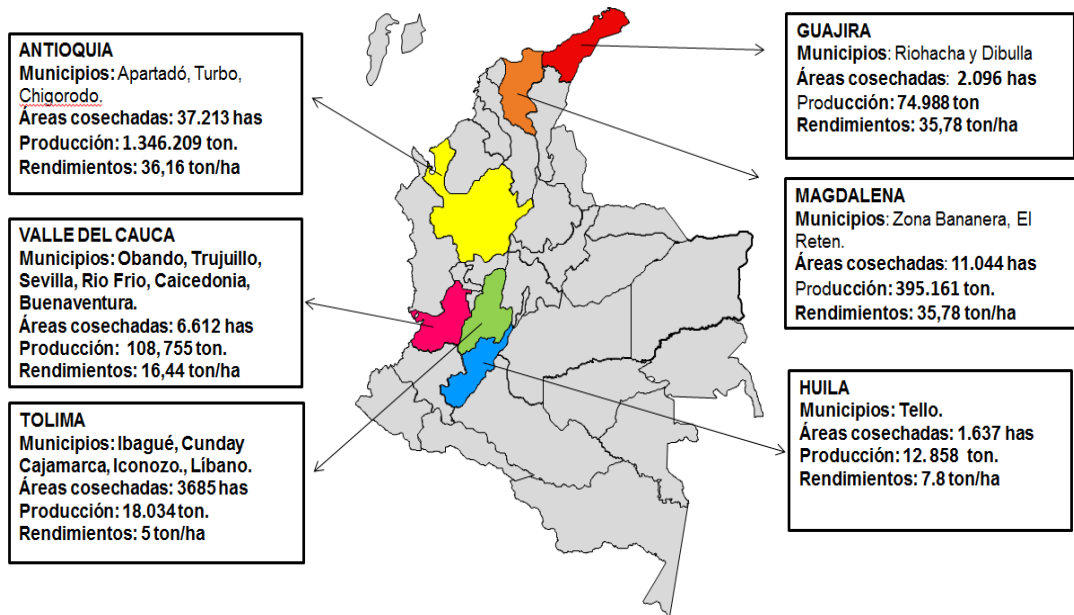 ANTIOQUIA
Municipios: Apartadó, Turbo,
Chigorodo.
Áreas cosechadas: 37.213 has
Producción: 1.346.209 ton.
Rendimientos: 36,16 ton/ha
VALLE DEL CAUCA
Municipios: Obando, Trujuillo,
Sevilla, Rio Frio, Caicedonia,
Buenaventura.
Áreas cosechadas: 6.612 has
Producción: 108,755 ton.
Rendimientos: 16,44 ton/ha
TOLIMA
Municipios: Ibagué, Cunday
Cajamarca, Iconozo., Líbano.
Áreas cosechadas: 3685 has
Producción: 18.034 ton.
Rendimientos: 5 ton/ha
GUAJIRA
Municipios: Riohacha y Dibulla
Áreas cosechadas: 2.096 has
Producción: 74.988 ton
Rendimientos: 35,78 ton/ha
MAGDALENA
Municipios: Zona Bananera, El
Reten.
Áreas cosechadas: 11.044 has
Producción: 395.161 ton.
Rendimientos: 35,78 ton/ha
HUILA
Municipios: Tello.
Áreas cosechadas: 1.637 has
Producción: 12.858 ton.
Rendimientos: 7.8 ton/ha